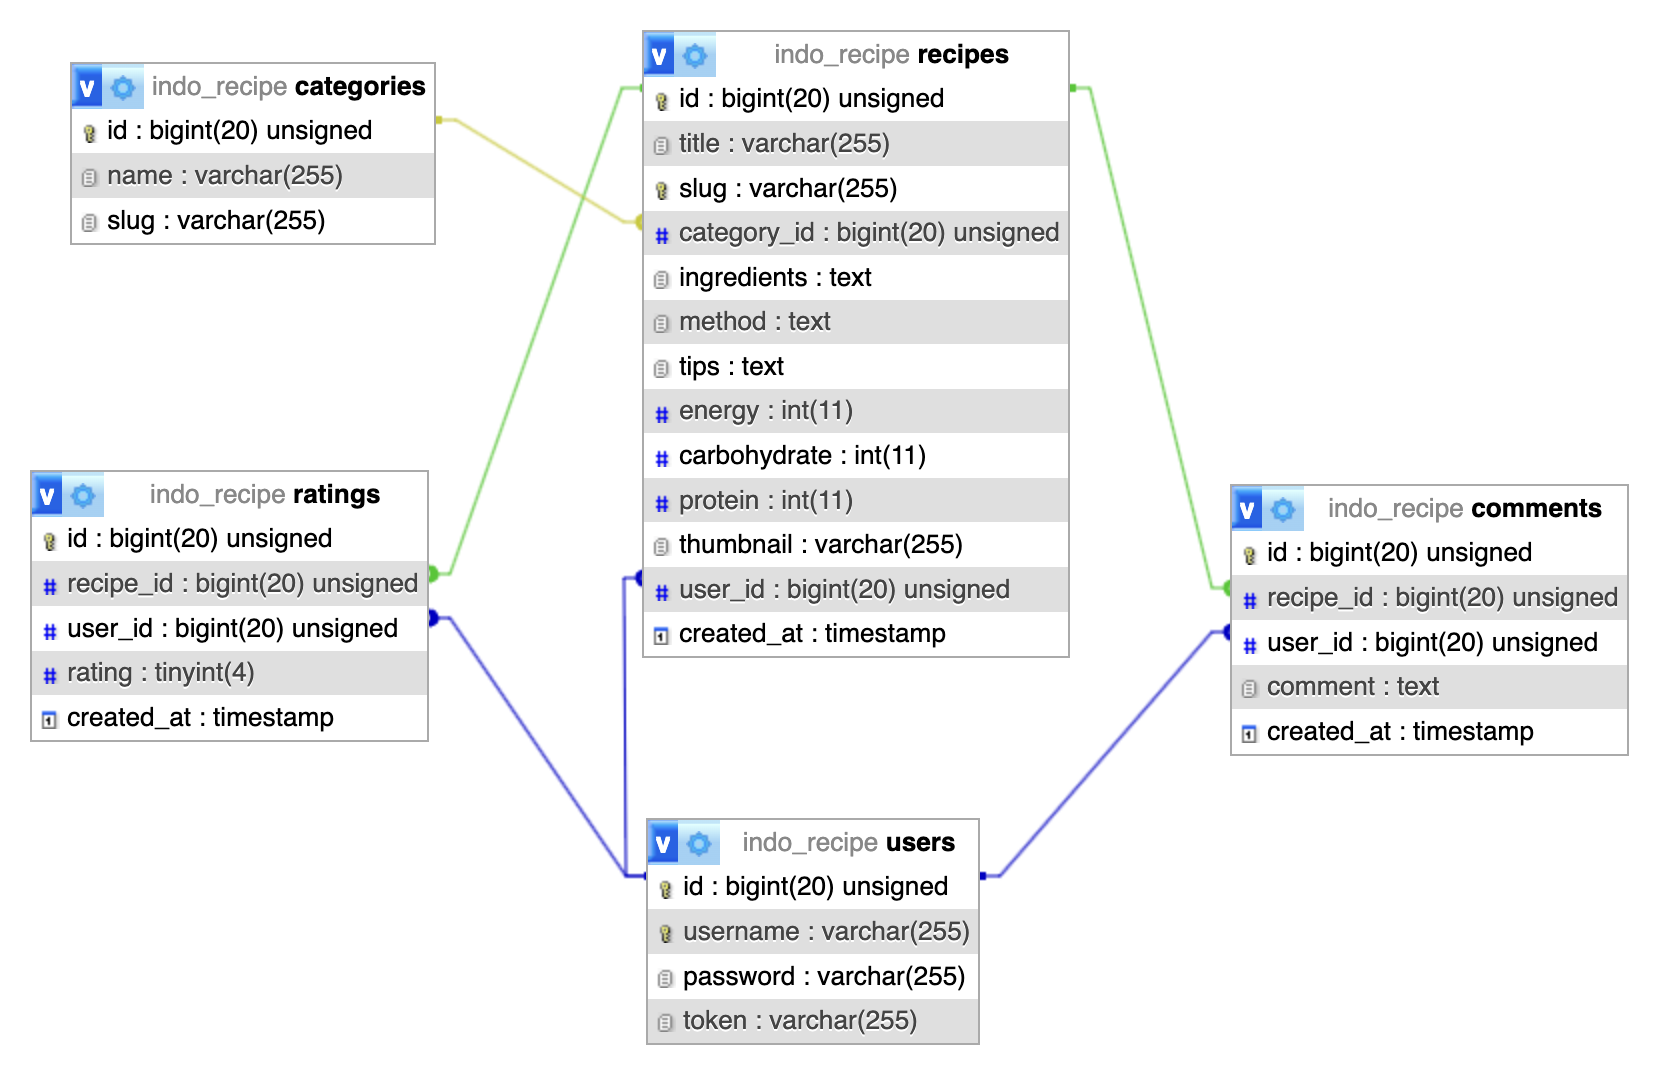 v indo_recipe categories
id : bigint(20) unsigned
name : varchar(255)
slug : varchar(255)
v indo_recipe recipes
id : bigint(20) unsigned
title : varchar(255)
slug : varchar(255)
# category_id : bigint(20) unsigned
ingredients : text
method : text
tips : text
# energy : int(11)
# carbohydrate : int(11)
# protein : int(11)
thumbnail : varchar(255)
# user_id : bigint(20) unsigned
1 created_at : timestamp
v indo_recipe ratings
id : bigint(20) unsigned
# recipe_id : bigint(20) unsigned
# user_id : bigint(20) unsigned
# rating : tinyint(4)
1 created_at : timestamp
v indo_recipe comments
id : bigint(20) unsigned
# recipe_id : bigint(20) unsigned
# user_id : bigint(20) unsigned
comment : text
1 created_at : timestamp
v indo_recipe users
id : bigint(20) unsigned
username : varchar(255)
password : varchar(255)
token : varchar(255)